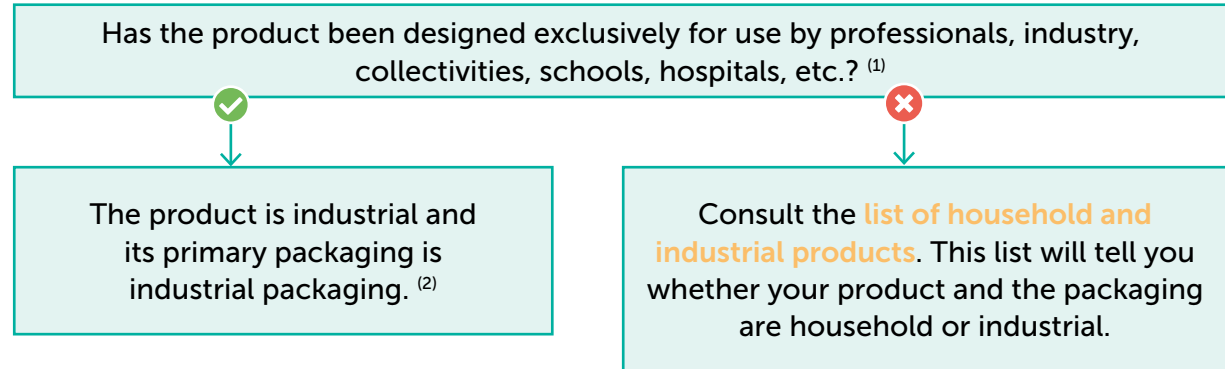 Has the product been designed exclusively for use by professionals, industry,
collectivities, schools, hospitals, etc.? (1)
The product is industrial and
its primary packaging is
industrial packaging. (2)
Consult the list of household and
industrial products. This list will tell you
whether your product and the packaging
are household or industrial.